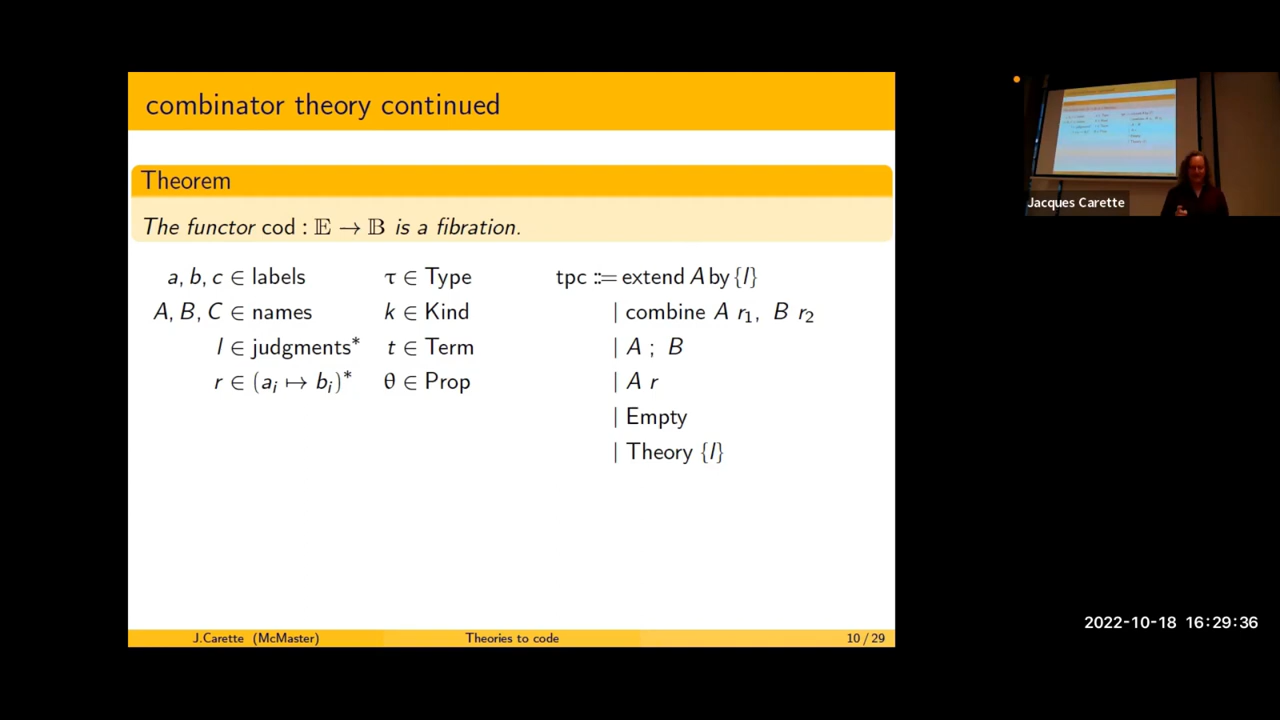 combinator theory continued
Theorem
The functor cod : 𝔼 → 𝔹 is a fibration.
a, b, c ∈ labels
A, B, C ∈ names
l ∈ judgments*
r ∈ (aᵢ ↦ bᵢ)*
τ ∈ Type
k ∈ Kind
t ∈ Term
θ ∈ Prop
tpc ::= extend A by {l}
| combine A r₁, B r₂
| A ; B
| A r
| Empty
| Theory {l}
J.Carette (McMaster)
Theories to code
10 / 29
Jacques Carette
2022-10-18 16:29:36